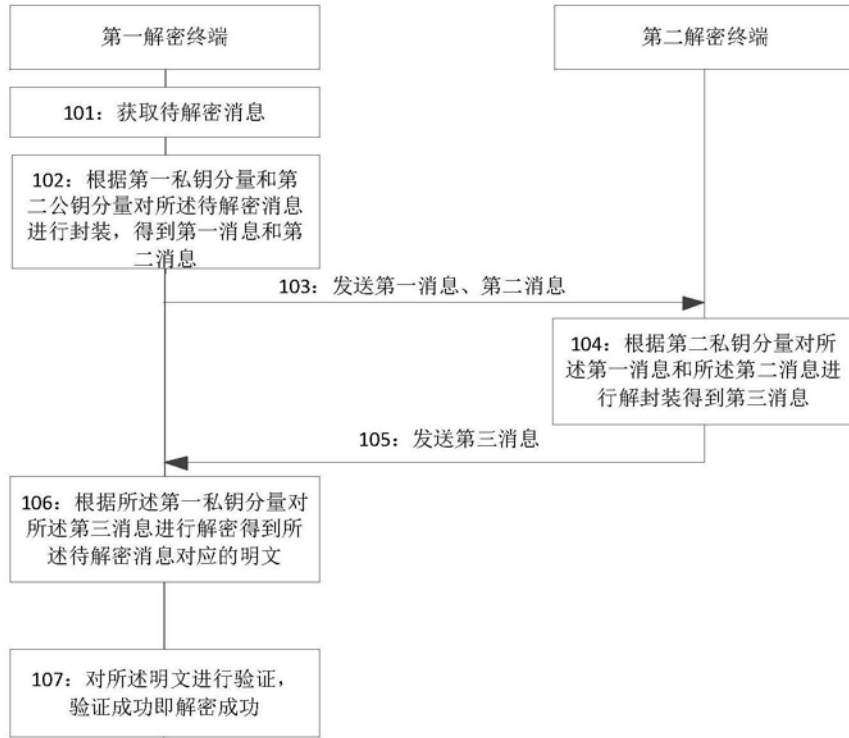 第一解密终端
第二解密终端
101：获取待解密消息
102：根据第一私钥分量和第
二公钥分量对所述待解密消息
进行封装，得到第一消息和第
二消息
103：发送第一消息、第二消息
104：根据第二私钥分量对所
述第一消息和所述第二消息进
行解封装得到第三消息
105：发送第三消息
106：根据所述第一私钥分量对
所述第三消息进行解密得到所
述待解密消息对应的明文
107：对所述明文进行验证，
验证成功即解密成功